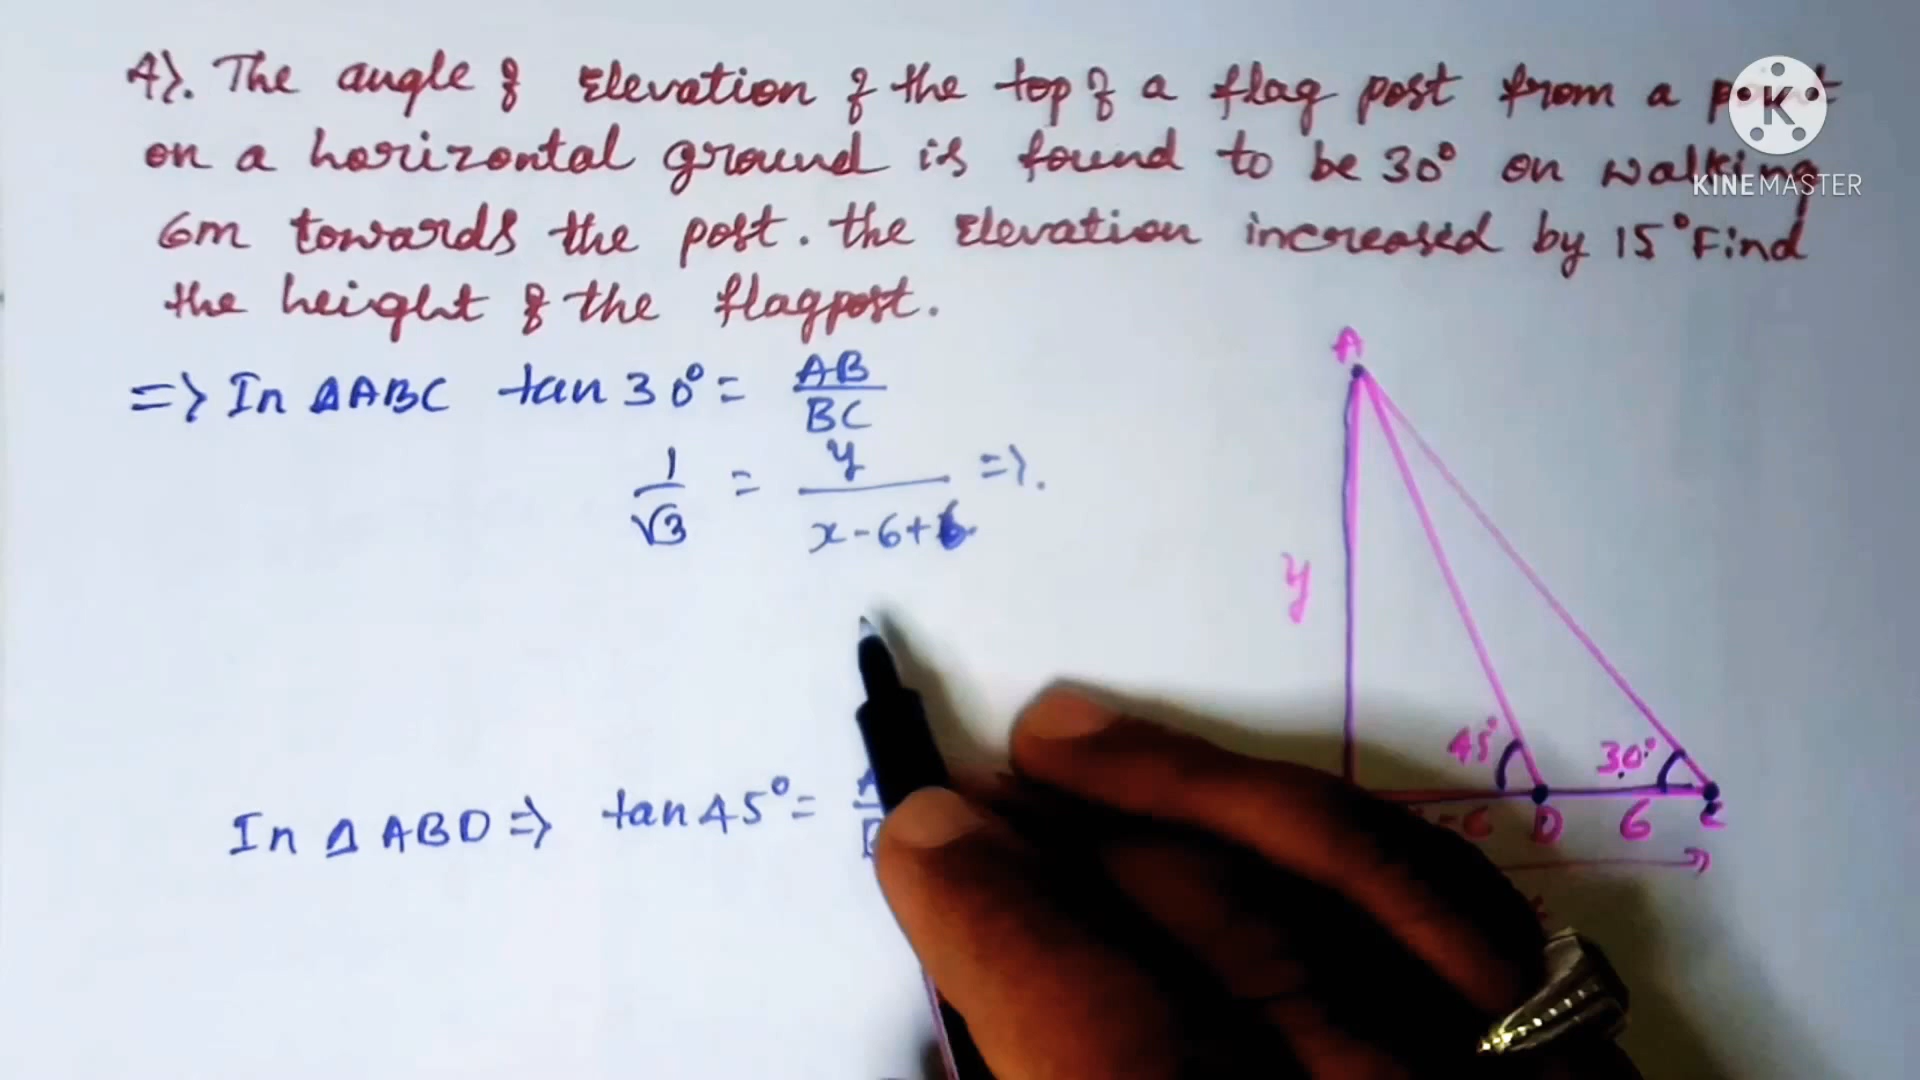 A). The angle of Elevation of the top of a flag post from a
on a horizontal ground is found to be 30° on walking
6m towards the post. the Elevation increased by 15° Find
the height of the flagpost.
=> In ΔABC tan 30° = AB/BC
1/√3 = y/x-6+6 =>.
In Δ ABD => tan 45° =
A
y
45°
30°
D
6
C
K
KINEMASTER